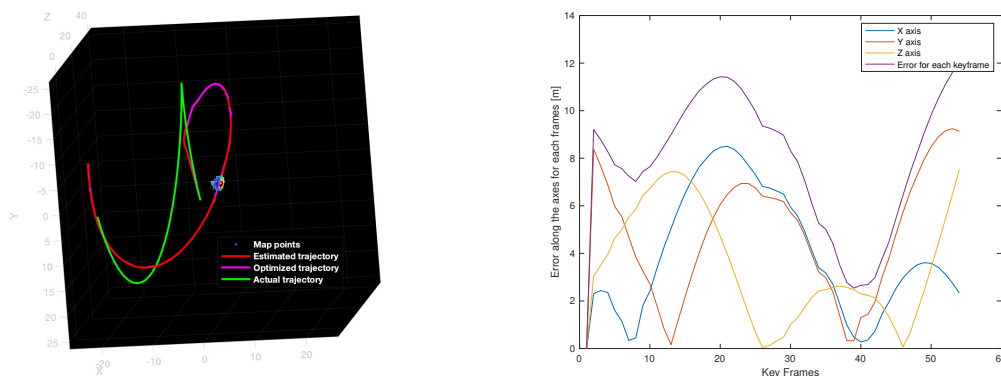 Z
40
20
0
-25
-20
-15
-10
-5
0
5
10
15
20
25
Y
-20
-10
0
10
20
X
Map points
Estimated trajectory
Optimized trajectory
Actual trajectory
14
12
10
8
6
4
2
0
Error along the axes for each frames [m]
X axis
Y axis
Z axis
Error for each keyframe
0
10
20
30
40
50
60
Key Frames